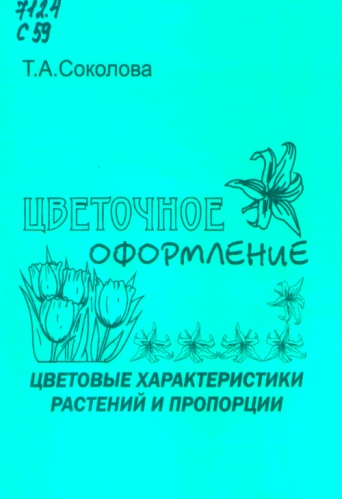 712.4
С 59
Т.А.Соколова
ЦВЕТОЧНОЕ
ОФОРМЛЕНИЕ
ЦВЕТОВЫЕ ХАРАКТЕРИСТИКИ
РАСТЕНИЙ И ПРОПОРЦИИ